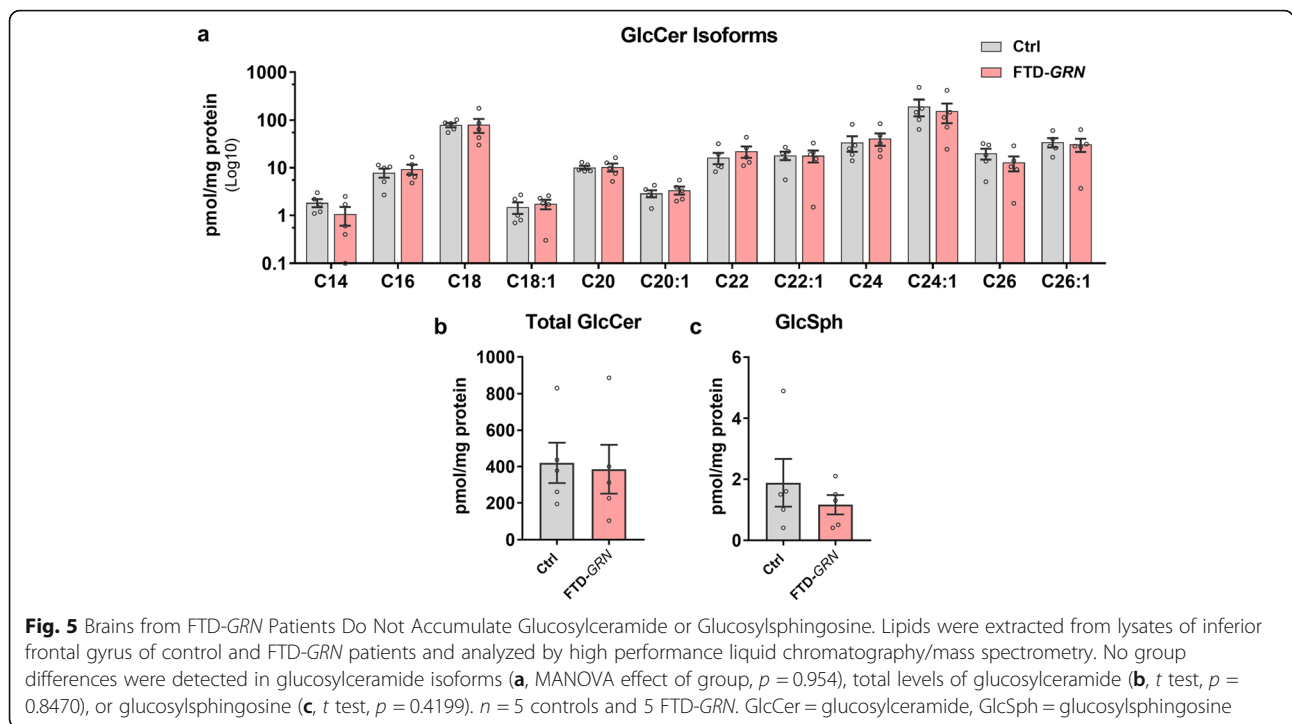 a
GlcCer Isoforms
Ctrl
FTD-GRN
pmol/mg protein
(Log10)
1000
100
10
1
0.1
C14 C16 C18 C18:1 C20 C20:1 C22 C22:1 C24 C24:1 C26 C26:1
b
Total GlcCer
pmol/mg protein
1000
800
600
400
200
0
Ctrl
FTD-GRN
c
GlcSph
pmol/mg protein
6
4
2
0
Ctrl
FTD-GRN
Fig. 5 Brains from FTD-GRN Patients Do Not Accumulate Glucosylceramide or Glucosylsphingosine. Lipids were extracted from lysates of inferior
frontal gyrus of control and FTD-GRN patients and analyzed by high performance liquid chromatography/mass spectrometry. No group
differences were detected in glucosylceramide isoforms (a, MANOVA effect of group, p = 0.954), total levels of glucosylceramide (b, t test, p =
0.8470), or glucosylsphingosine (c, t test, p = 0.4199). n = 5 controls and 5 FTD-GRN. GlcCer = glucosylceramide, GlcSph = glucosylsphingosine